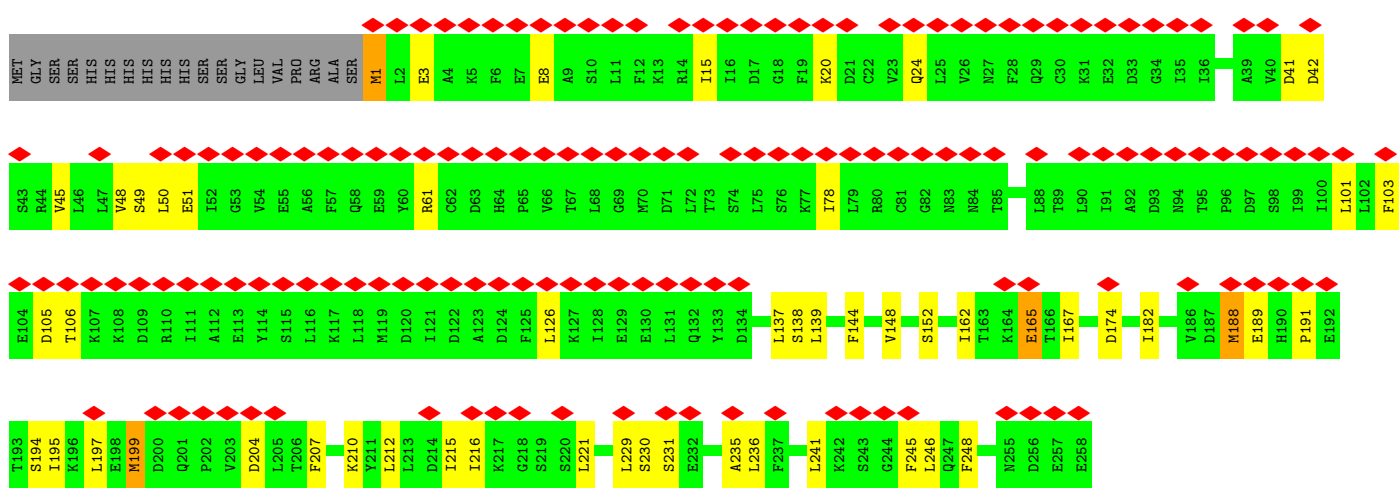 MET GLY SER SER HIS HIS HIS HIS HIS HIS SER SER GLY LEU VAL PRO ARG ALA SER M1 L2 E3 A4 K5 F6 E7 E8 A9 S10 L11 F12 K13 R14 I15 I16 D17 G18 F19 K20 D21 C22 V23 Q24 L25 V26 N27 F28 Q29 C30 K31 E32 D33 G34 I35 I36 A39 V40 D41 D42
S43 R44 V45 L46 L47 V48 S49 L50 E51 I52 G53 V54 E55 A56 F57 Q58 E59 Y60 R61 C62 D63 H64 P65 V66 T67 L68 G69 M70 D71 L72 T73 S74 L75 S76 K77 I78 L79 R80 C81 G82 N83 N84 T85 L88 T89 L90 I91 A92 D93 N94 T95 P96 D97 S98 I99 I100 L101 L102 F103
E104 D105 T106 K107 K108 D109 R110 I111 A112 E113 Y114 S115 L116 K117 L118 M119 D120 I121 D122 A123 D124 F125 L126 K127 I128 E129 E130 L131 Q132 Y133 D134 L137 S138 L139 F144 V148 S152 I162 T163 K164 E165 T166 I167 D174 I182 V186 D187 M188 E189 H190 P191 E192
T193 S194 I195 K196 L197 E198 M199 D200 Q201 P202 V203 D204 L205 T206 F207 K210 Y211 L212 L213 D214 I215 I216 K217 G218 S219 S220 L221 L229 S230 S231 E232 A235 L236 F237 L241 K242 S243 G244 F245 L246 Q247 F248 N255 D256 E257 E258